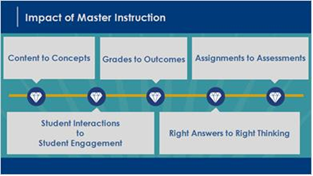 Impact of Master Instruction
Content to Concepts
Grades to Outcomes
Assignments to Assessments
Student Interactions
to
Student Engagement
Right Answers to Right Thinking